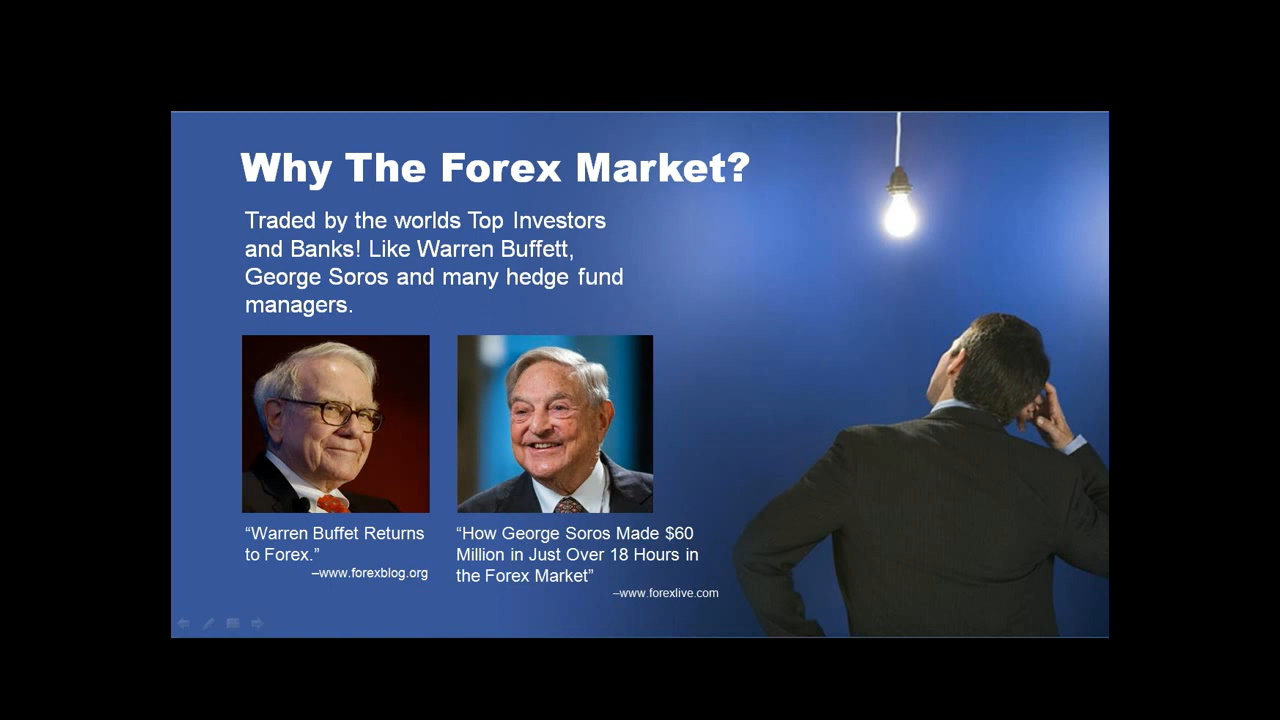 Why The Forex Market?
Traded by the worlds Top Investors
and Banks! Like Warren Buffett,
George Soros and many hedge fund
managers.
“Warren Buffet Returns
to Forex.”
–www.forexblog.org
“How George Soros Made $60
Million in Just Over 18 Hours in
the Forex Market”
–www.forexlive.com